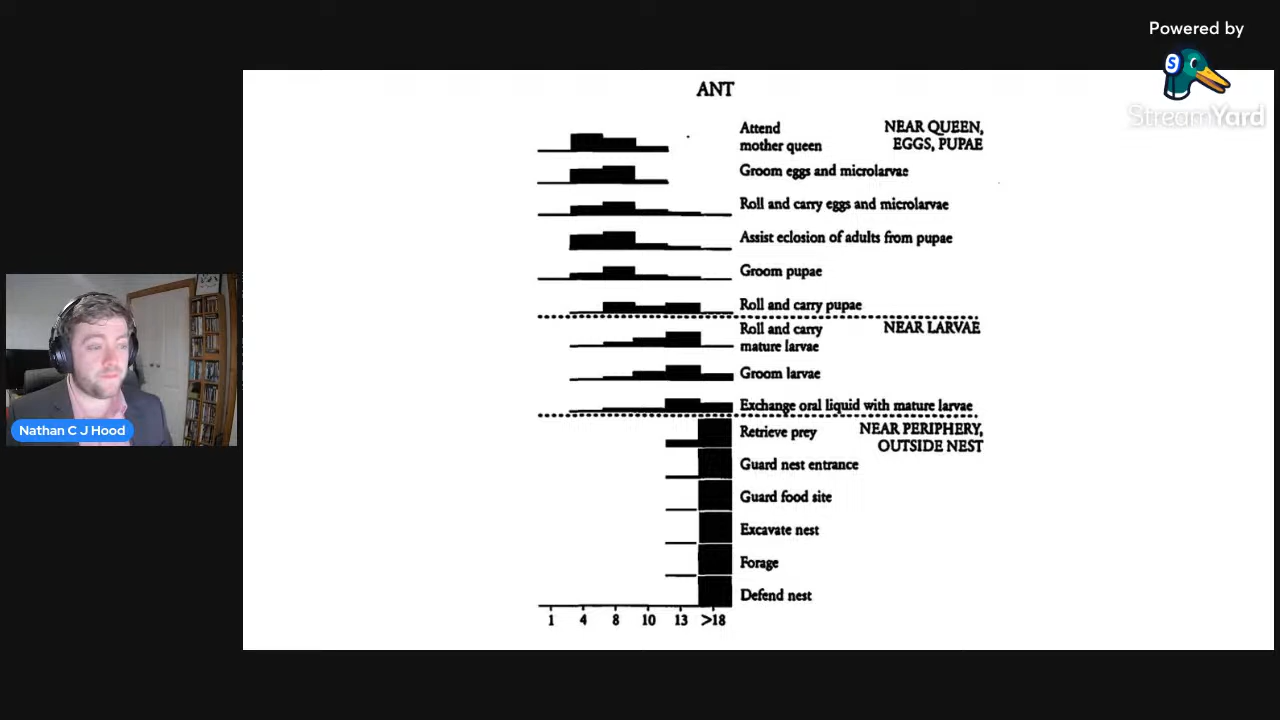 Powered by
StreamYard
S
ANT
Attend
mother queen
NEAR QUEEN,
EGGS, PUPAE
Groom eggs and microlarvae
Roll and carry eggs and microlarvae
Assist eclosion of adults from pupae
Groom pupae
Roll and carry pupae
Roll and carry
mature larvae
NEAR LARVAE
Groom larvae
Exchange oral liquid with mature larvae
Retrieve prey
NEAR PERIPHERY,
OUTSIDE NEST
Guard nest entrance
Guard food site
Excavate nest
Forage
Defend nest
1 4 8 10 13 >18
Nathan C J Hood